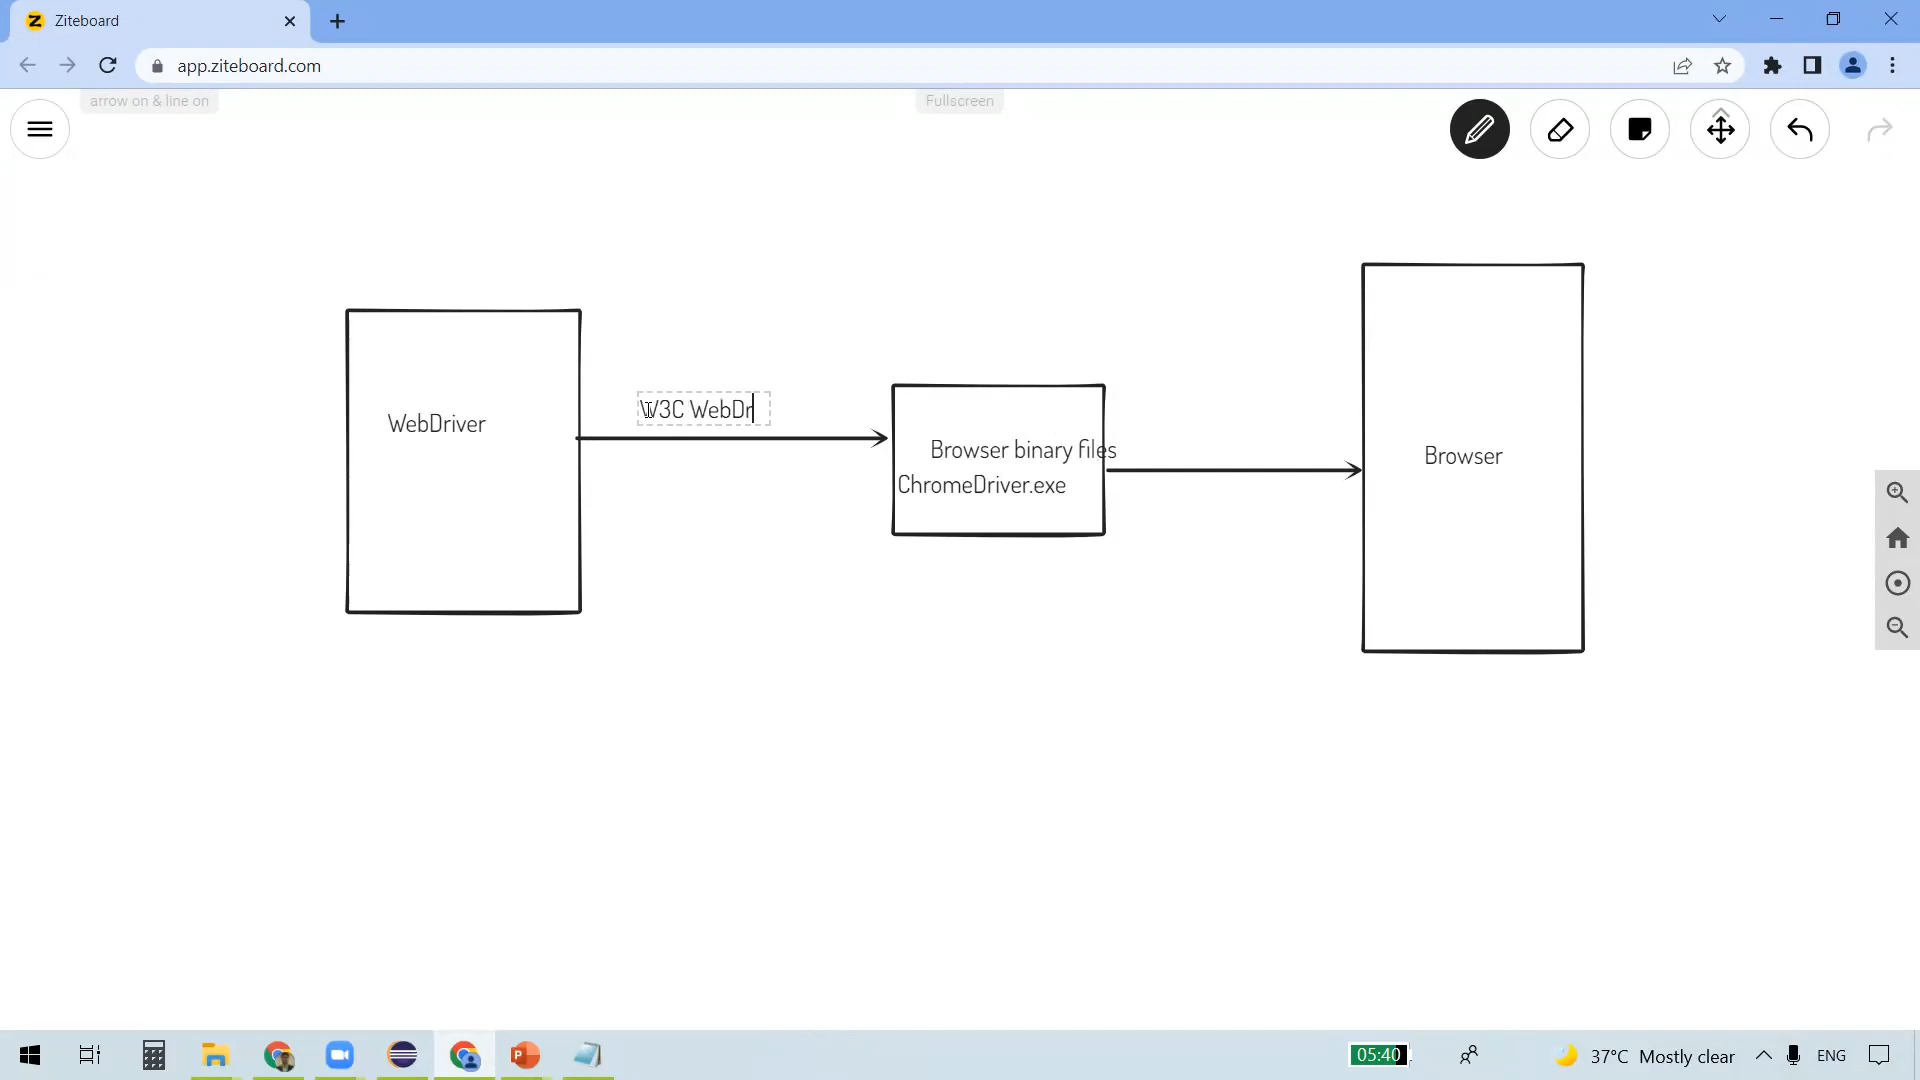 Ziteboard
app.ziteboard.com
arrow on & line on
Fullscreen
W3C WebDr
WebDriver
Browser binary files
ChromeDriver.exe
Browser
05:40
37°C Mostly clear
ENG